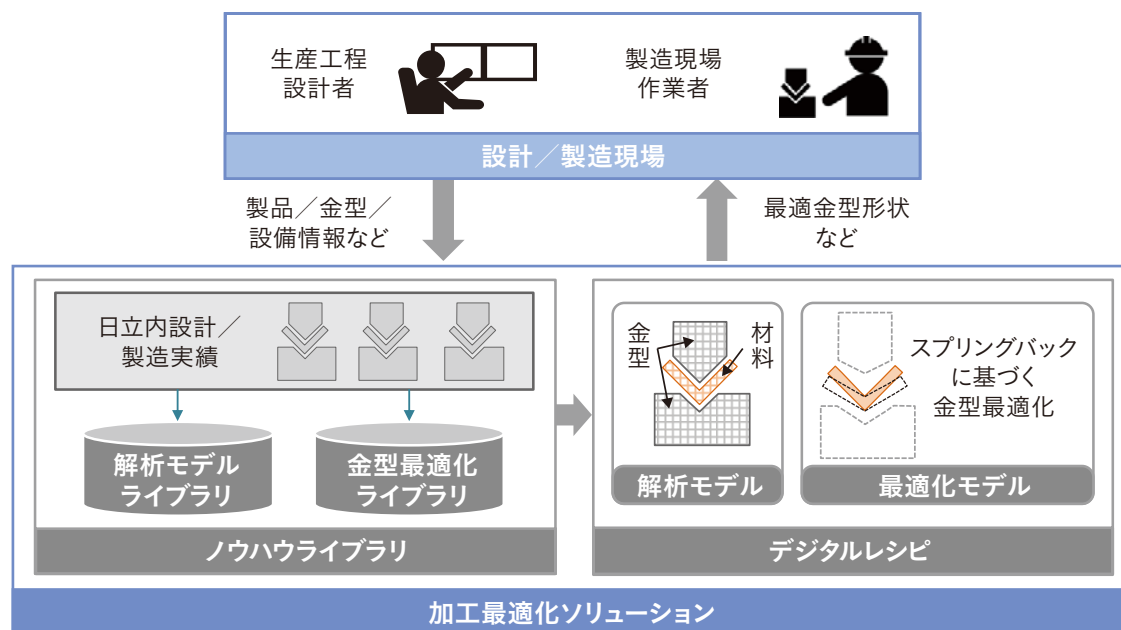 生産工程
設計者
製造現場
作業者
設計／製造現場
製品／金型／
設備情報など
最適金型形状
など
日立内設計／
製造実績
解析モデル
ライブラリ
金型最適化
ライブラリ
ノウハウライブラリ
金型
材料
解析モデル
スプリングバック
に基づく
金型最適化
最適化モデル
デジタルレシピ
加工最適化ソリューション